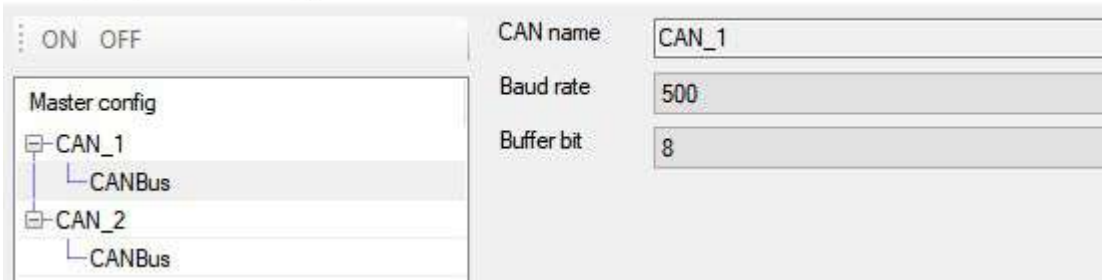 ON OFF
Master config
CAN_1
CANBus
CAN_2
CANBus
CAN name CAN_1
Baud rate 500
Buffer bit 8